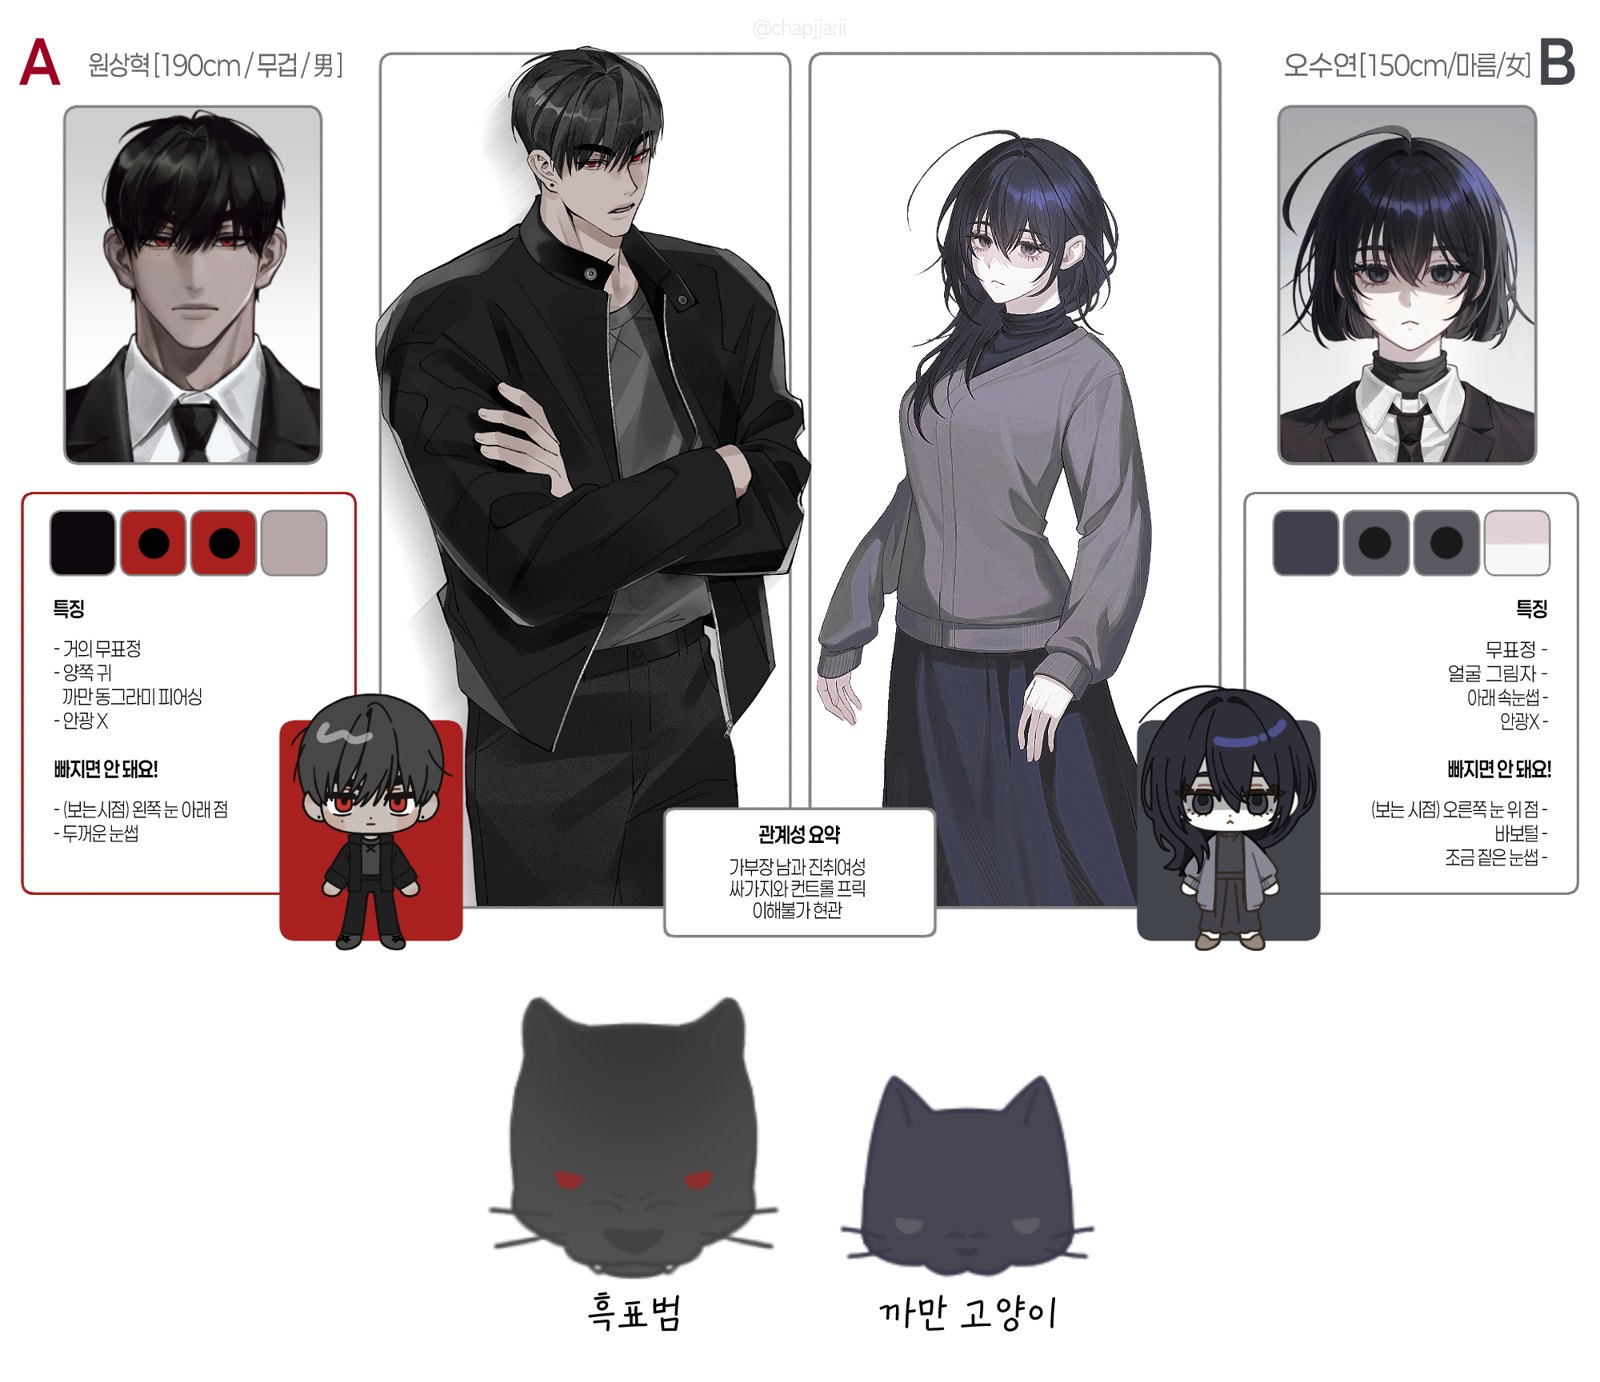 @chapjjarii
A
원상혁 [190cm / 무겁 / 男]
오수연 [150cm/마름/女]
B
특징
- 거의 무표정
- 양쪽 귀
까만 동그라미 피어싱
- 안광 X
빠지면 안 돼요!
- (보는 시점) 왼쪽 눈 아래 점
- 두꺼운 눈썹
특징
무표정 -
얼굴 그림자 -
아래 속눈썹 -
안광X -
빠지면 안 돼요!
(보는 시점) 오른쪽 눈 위 점 -
바보털 -
조금 짙은 눈썹 -
관계성 요약
가부장 남과 진취여성
싸가지와 컨트롤 프릭
이해불가 현관
흑표범
까만 고양이